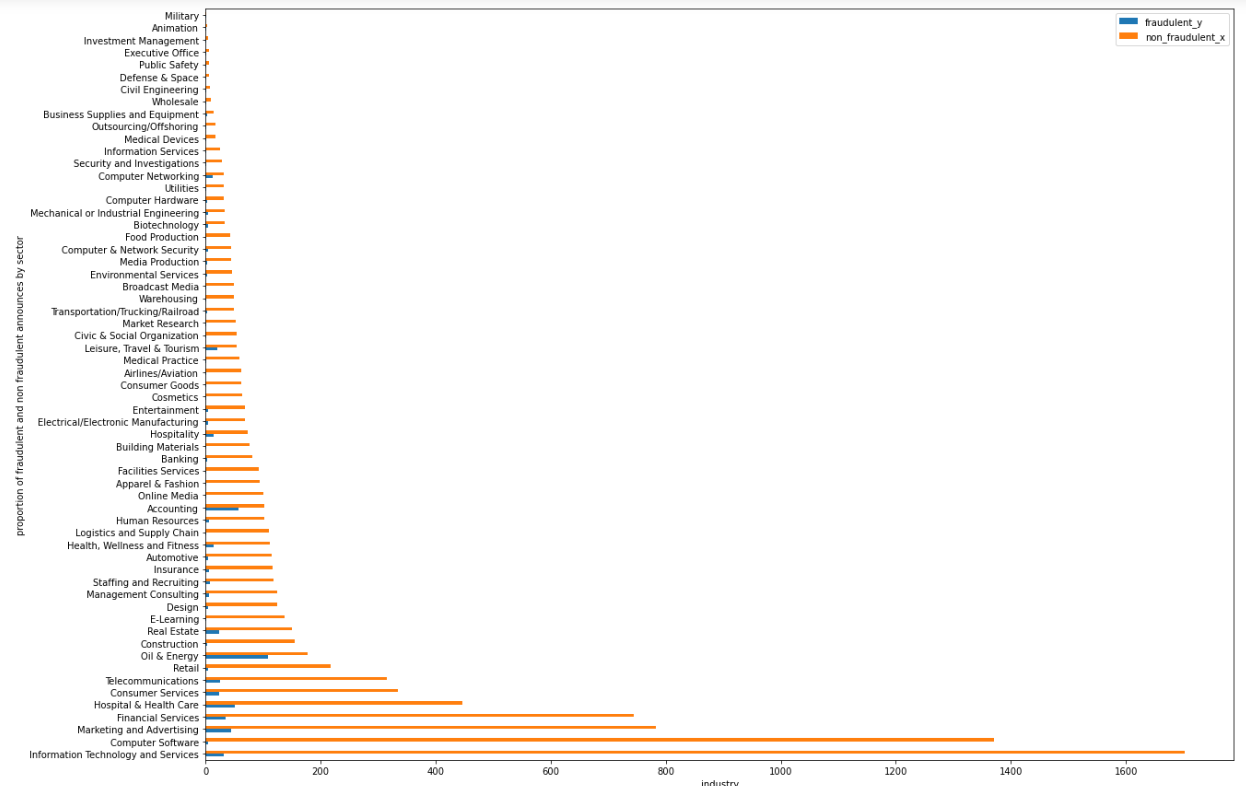 fraudulent_y
non_fraudulent_x
proportion of fraudulent and non fraudulent announces by sector
Military
Animation
Investment Management
Executive Office
Public Safety
Defense & Space
Civil Engineering
Wholesale
Business Supplies and Equipment
Outsourcing/Offshoring
Medical Devices
Information Services
Security and Investigations
Computer Networking
Utilities
Computer Hardware
Mechanical or Industrial Engineering
Biotechnology
Food Production
Computer & Network Security
Media Production
Environmental Services
Broadcast Media
Warehousing
Transportation/Trucking/Railroad
Market Research
Civic & Social Organization
Leisure, Travel & Tourism
Medical Practice
Airlines/Aviation
Consumer Goods
Cosmetics
Entertainment
Electrical/Electronic Manufacturing
Hospitality
Building Materials
Banking
Facilities Services
Apparel & Fashion
Online Media
Accounting
Human Resources
Logistics and Supply Chain
Health, Wellness and Fitness
Automotive
Insurance
Staffing and Recruiting
Management Consulting
Design
E-Learning
Real Estate
Construction
Oil & Energy
Retail
Telecommunications
Consumer Services
Hospital & Health Care
Financial Services
Marketing and Advertising
Computer Software
Information Technology and Services
0 200 400 600 800 1000 1200 1400 1600
industry